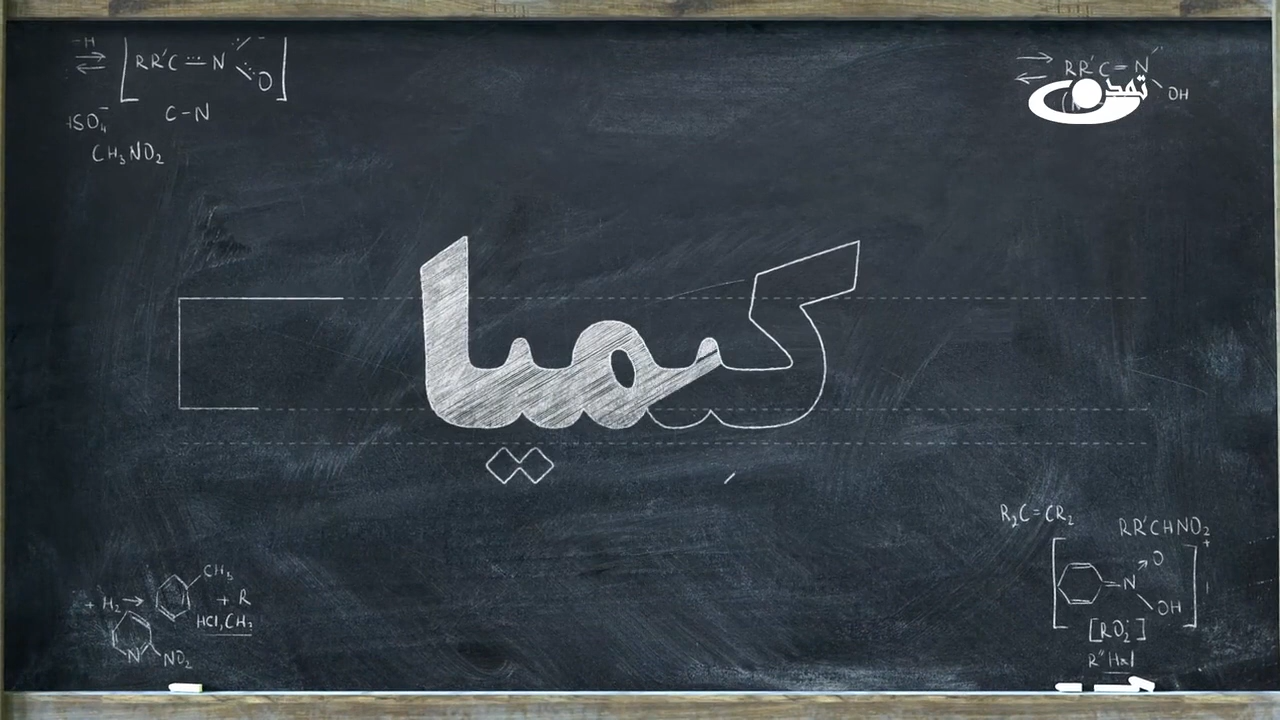 -H
⇌ [RR'C⋯N O]⁻
HSO₄⁻ C-N
CH₃NO₂
⇌ RR'C=N
OH
تمدن
کیمیا
R₂C=CR₂
RR'CHNO₂
O
=N
OH
[RO₂]
R" Hal
CH₃
+ H₂ → + R
HCl, CH₃
N NO₂